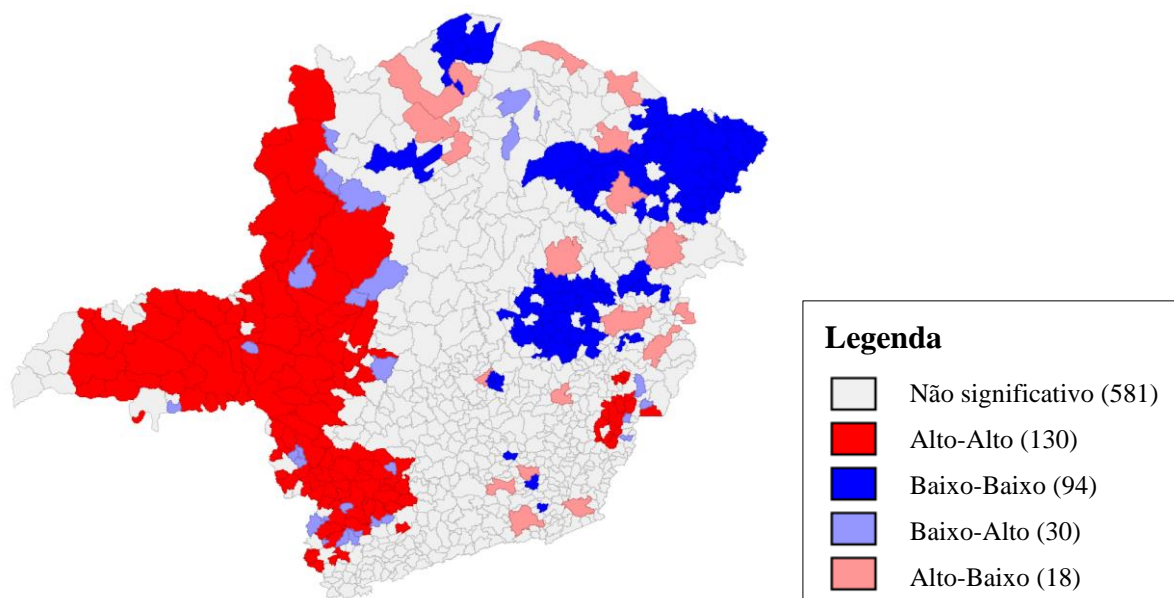 Legenda
Não significativo (581)
Alto-Alto (130)
Baixo-Baixo (94)
Baixo-Alto (30)
Alto-Baixo (18)